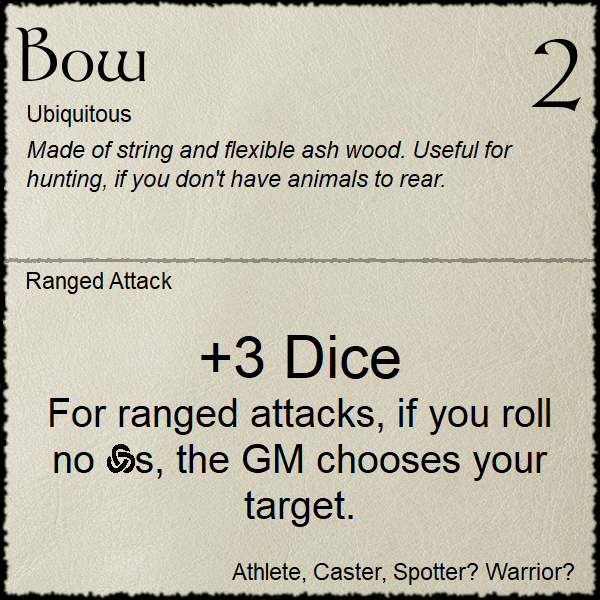 Bow
2
Ubiquitous
Made of string and flexible ash wood. Useful for
hunting, if you don't have animals to rear.
Ranged Attack
+3 Dice
For ranged attacks, if you roll
no s, the GM chooses your
target.
Athlete, Caster, Spotter? Warrior?